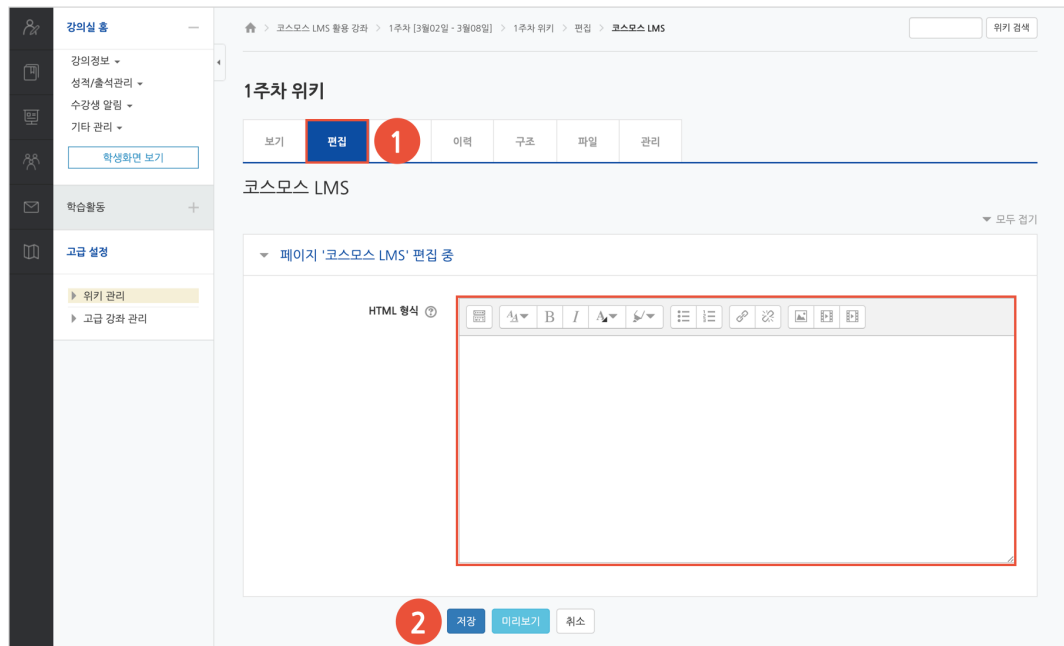 강의실 홈
코스모스 LMS 활용 강좌 > 1주차 [3월02일 - 3월08일] > 1주차 위키 > 편집 > 코스모스 LMS
위키 검색
강의정보
성적/출석관리
수강생 알림
기타 관리
학생화면 보기
학습활동
고급 설정
위키 관리
고급 강좌 관리
1주차 위키
보기 편집 1 이력 구조 파일 관리
코스모스 LMS
모두 접기
페이지 '코스모스 LMS' 편집 중
HTML 형식
2 저장 미리보기 취소